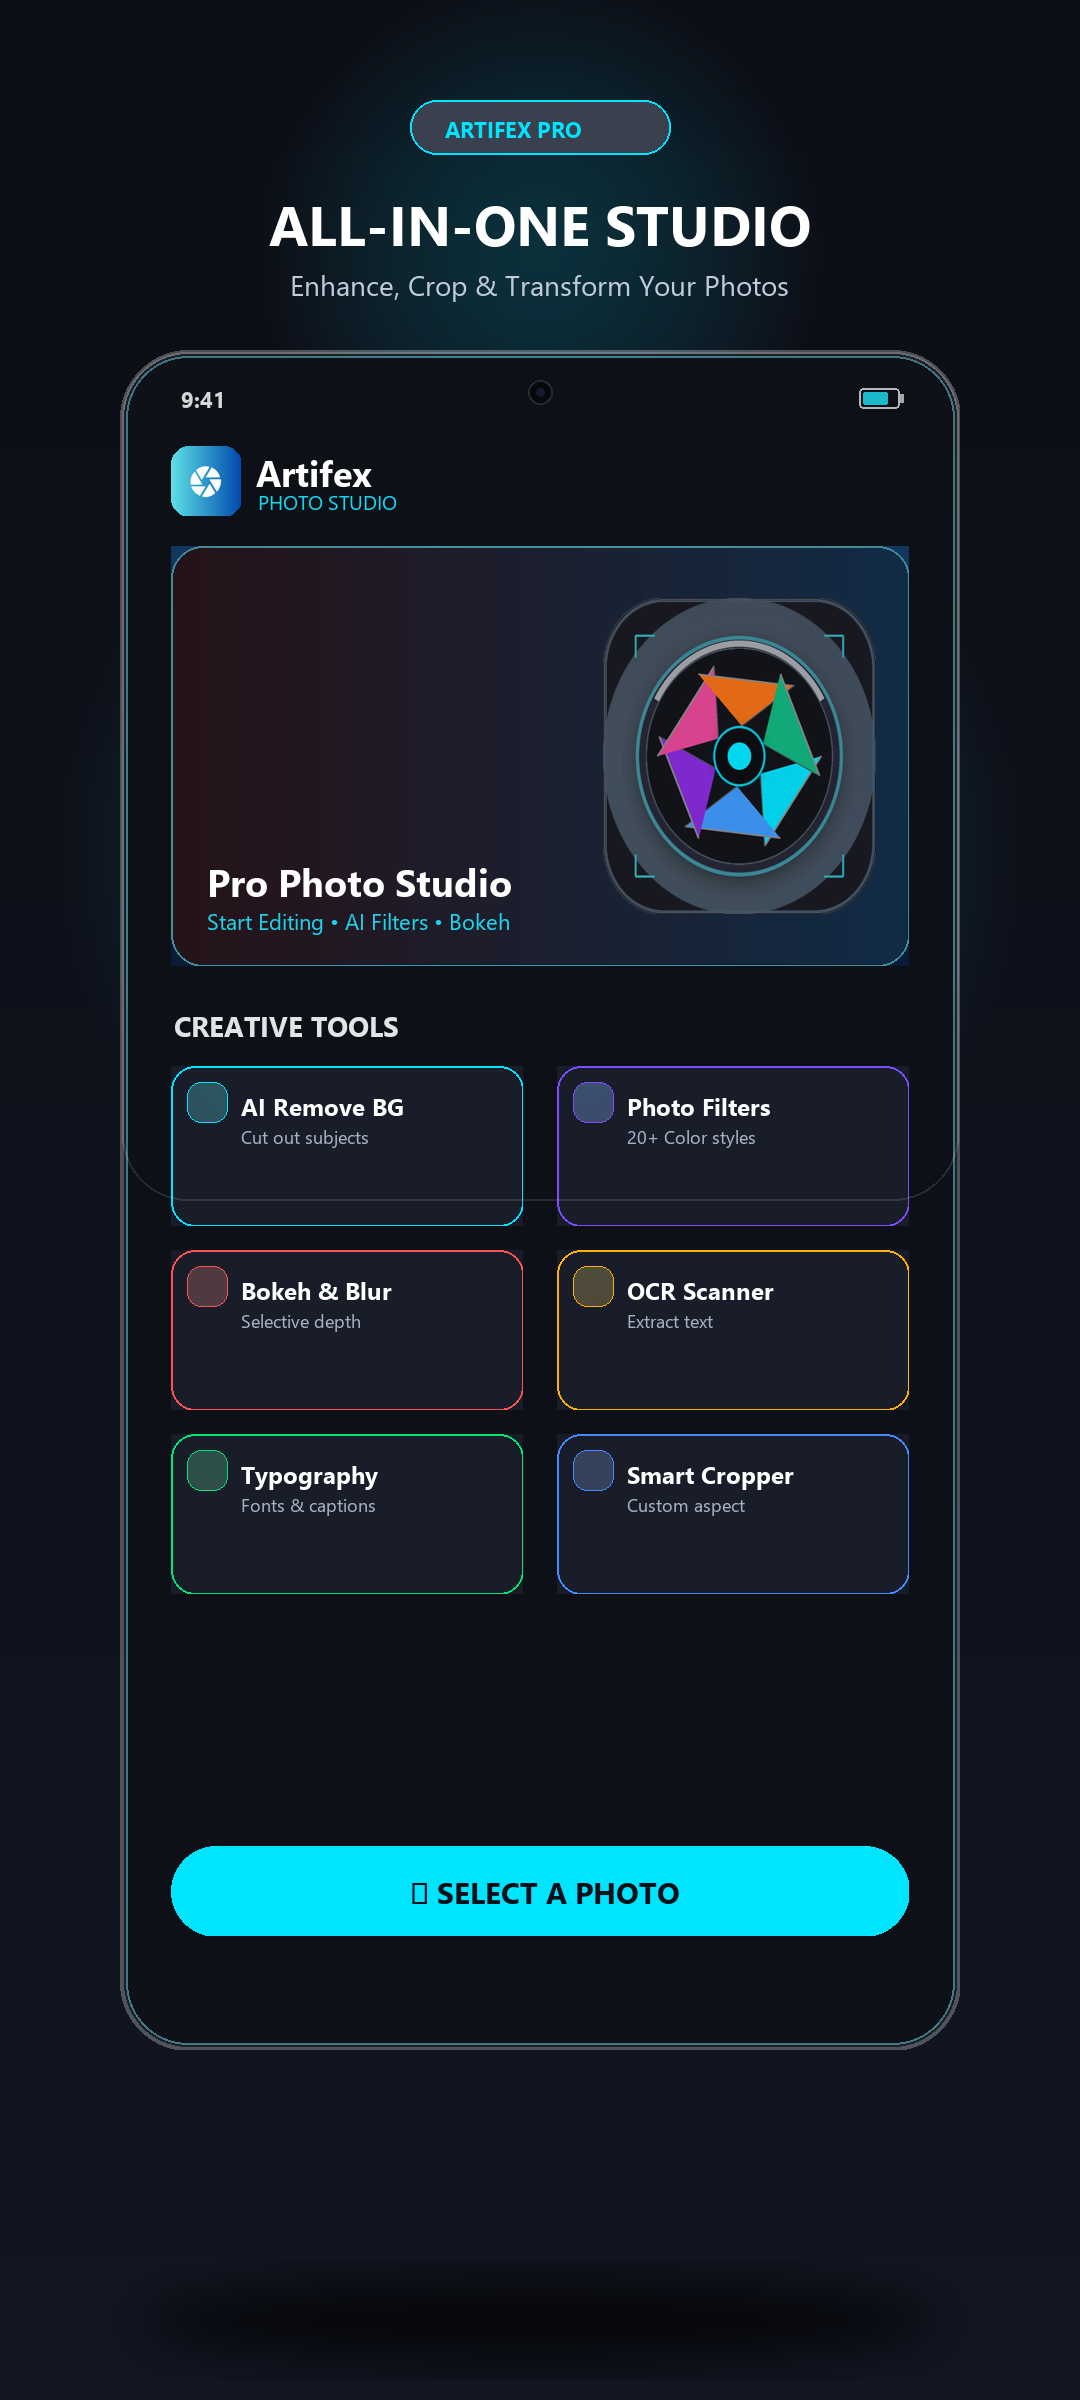 ARTIFEX PRO
ALL-IN-ONE STUDIO
Enhance, Crop & Transform Your Photos
9:41
Artifex
PHOTO STUDIO
Pro Photo Studio
Start Editing • AI Filters • Bokeh
CREATIVE TOOLS
AI Remove BG
Cut out subjects
Photo Filters
20+ Color styles
Bokeh & Blur
Selective depth
OCR Scanner
Extract text
Typography
Fonts & captions
Smart Cropper
Custom aspect
SELECT A PHOTO